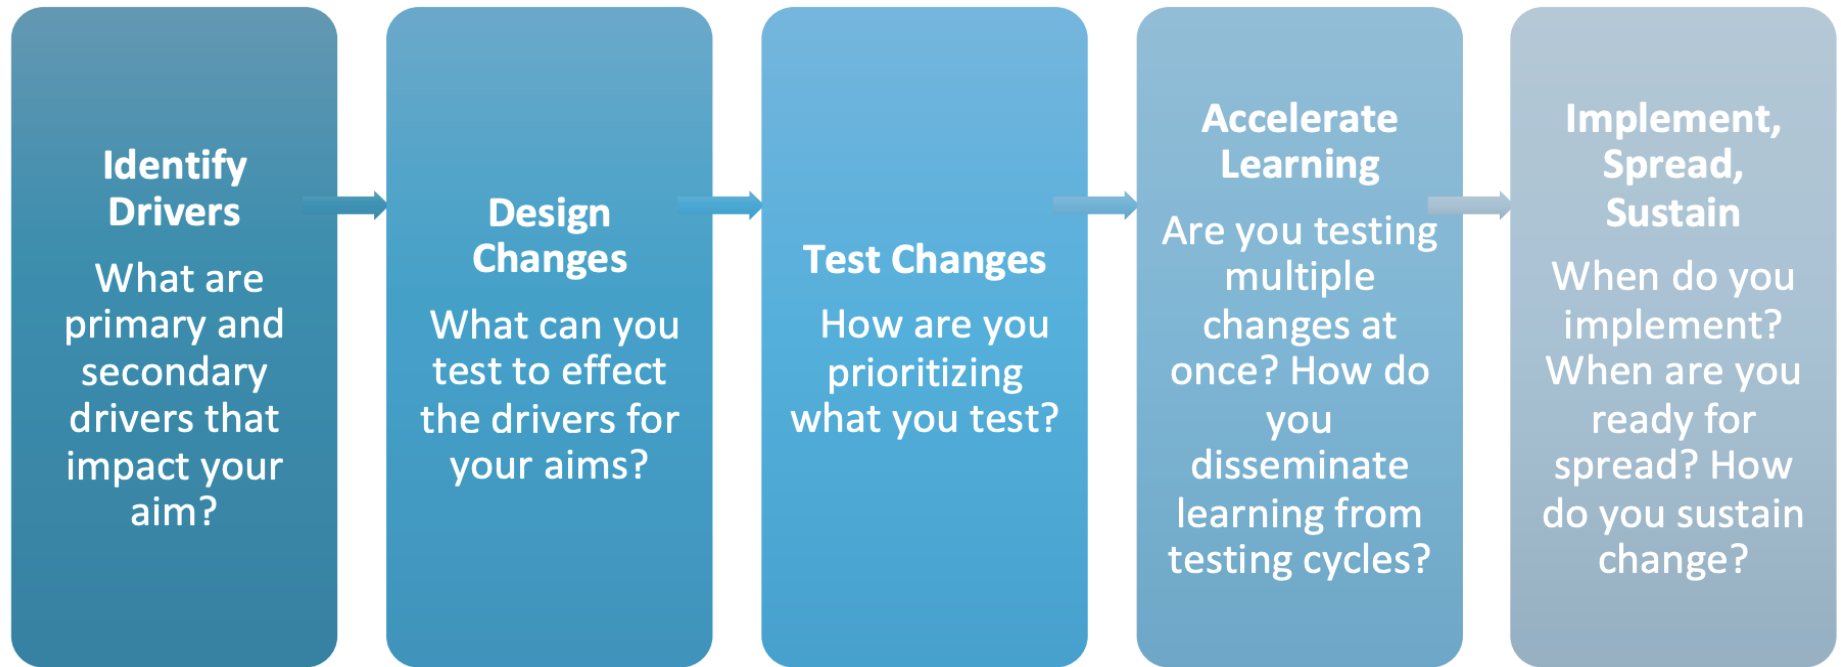 Identify
Drivers
What are
primary and
secondary
drivers that
impact your
aim?
Design
Changes
What can you
test to effect
the drivers for
your aims?
Test Changes
How are you
prioritizing
what you test?
Accelerate
Learning
Are you testing
multiple
changes at
once? How do
you
disseminate
learning from
testing cycles?
Implement,
Spread,
Sustain
When do you
implement?
When are you
ready for
spread? How
do you sustain
change?